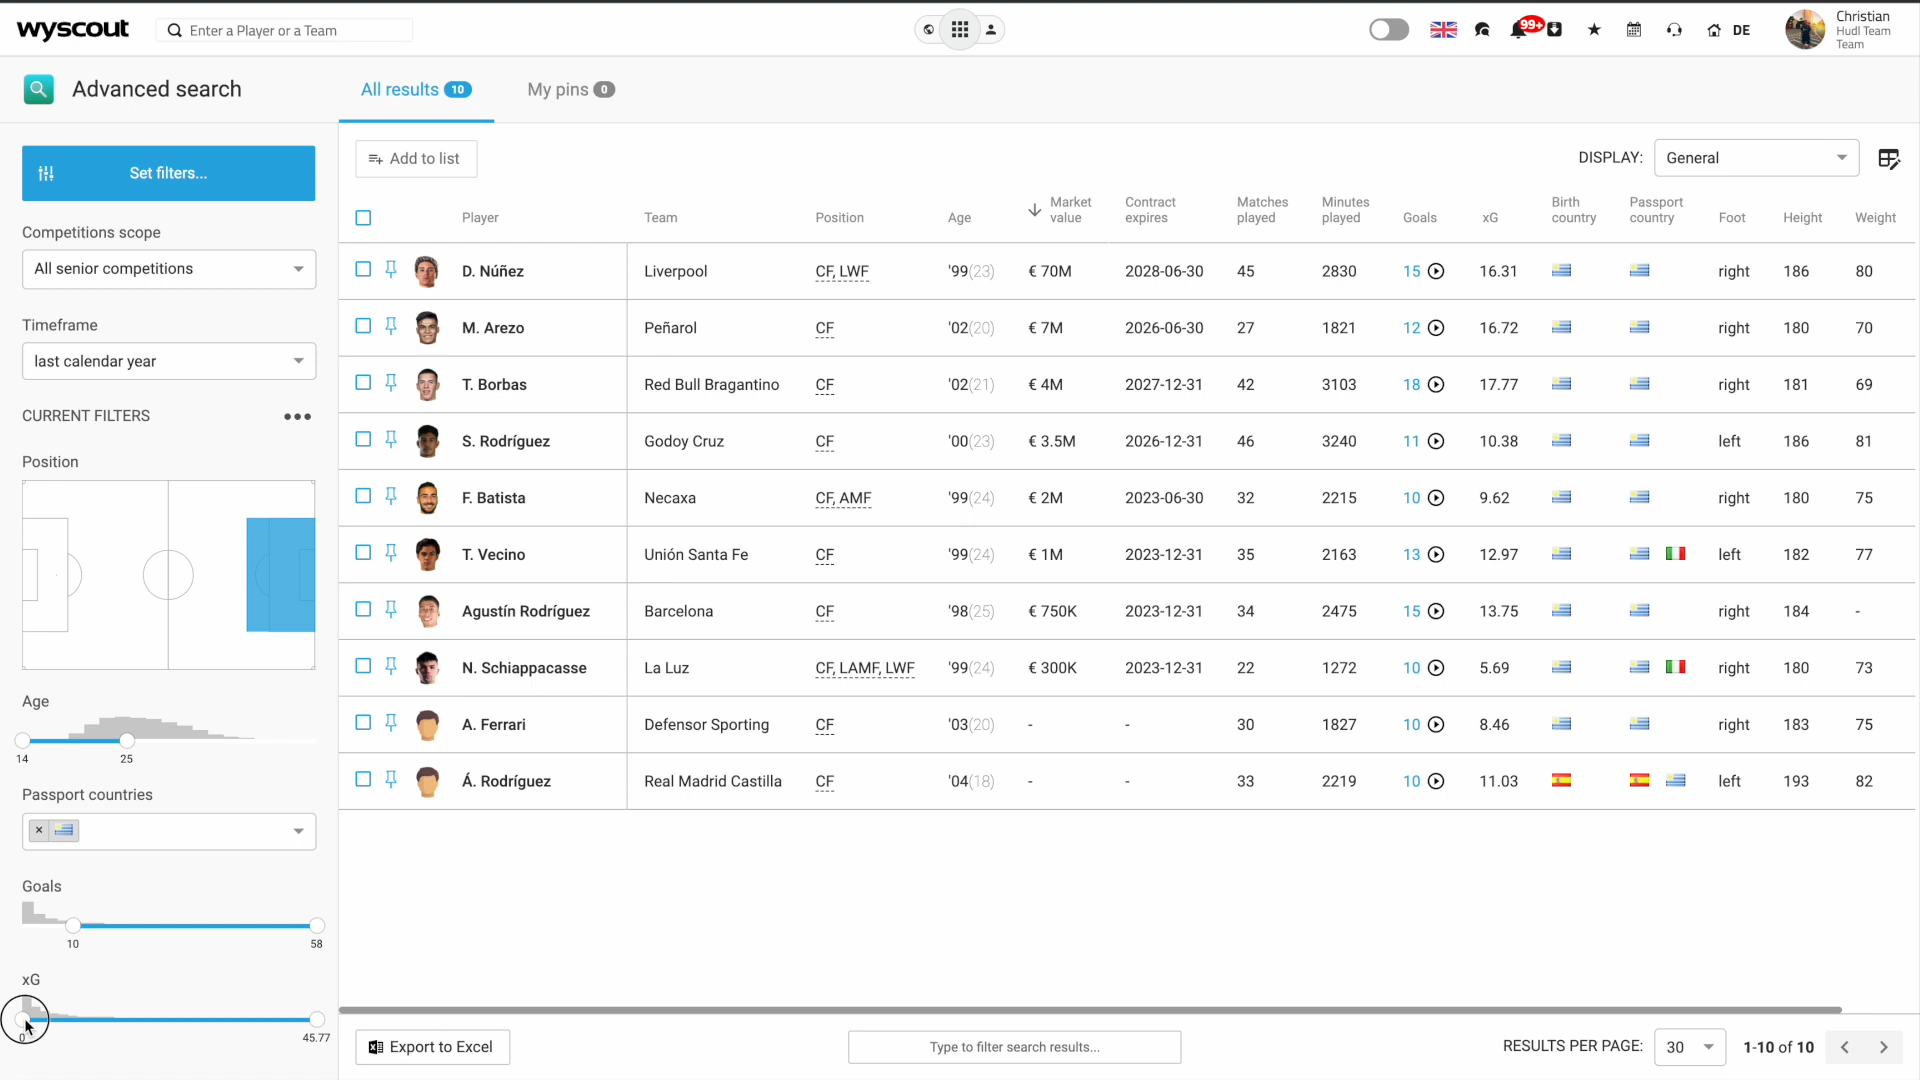 wyscout
Enter a Player or a Team
99+
DE
Christian
Hudl Team
Team
Advanced search
All results 10
My pins 0
Set filters...
Competitions scope
All senior competitions
Timeframe
last calendar year
CURRENT FILTERS
Position
Age
14 25
Passport countries
×
Goals
10 58
xG
0 45.77
Add to list
DISPLAY: General
Player Team Position Age Market value Contract expires Matches played Minutes played Goals xG Birth country Passport country Foot Height Weight
D. Núñez Liverpool CF, LWF '99(23) € 70M 2028-06-30 45 2830 15 16.31 right 186 80
M. Arezo Peñarol CF '02(20) € 7M 2026-06-30 27 1821 12 16.72 right 180 70
T. Borbas Red Bull Bragantino CF '02(21) € 4M 2027-12-31 42 3103 18 17.77 right 181 69
S. Rodríguez Godoy Cruz CF '00(23) € 3.5M 2026-12-31 46 3240 11 10.38 left 186 81
F. Batista Necaxa CF, AMF '99(24) € 2M 2023-06-30 32 2215 10 9.62 right 180 75
T. Vecino Unión Santa Fe CF '99(24) € 1M 2023-12-31 35 2163 13 12.97 left 182 77
Agustín Rodríguez Barcelona CF '98(25) € 750K 2023-12-31 34 2475 15 13.75 right 184 -
N. Schiappacasse La Luz CF, LAMF, LWF '99(24) € 300K 2023-12-31 22 1272 10 5.69 right 180 73
A. Ferrari Defensor Sporting CF '03(20) - - 30 1827 10 8.46 right 183 75
Á. Rodríguez Real Madrid Castilla CF '04(18) - - 33 2219 10 11.03 left 193 82
Export to Excel
Type to filter search results...
RESULTS PER PAGE: 30 1-10 of 10